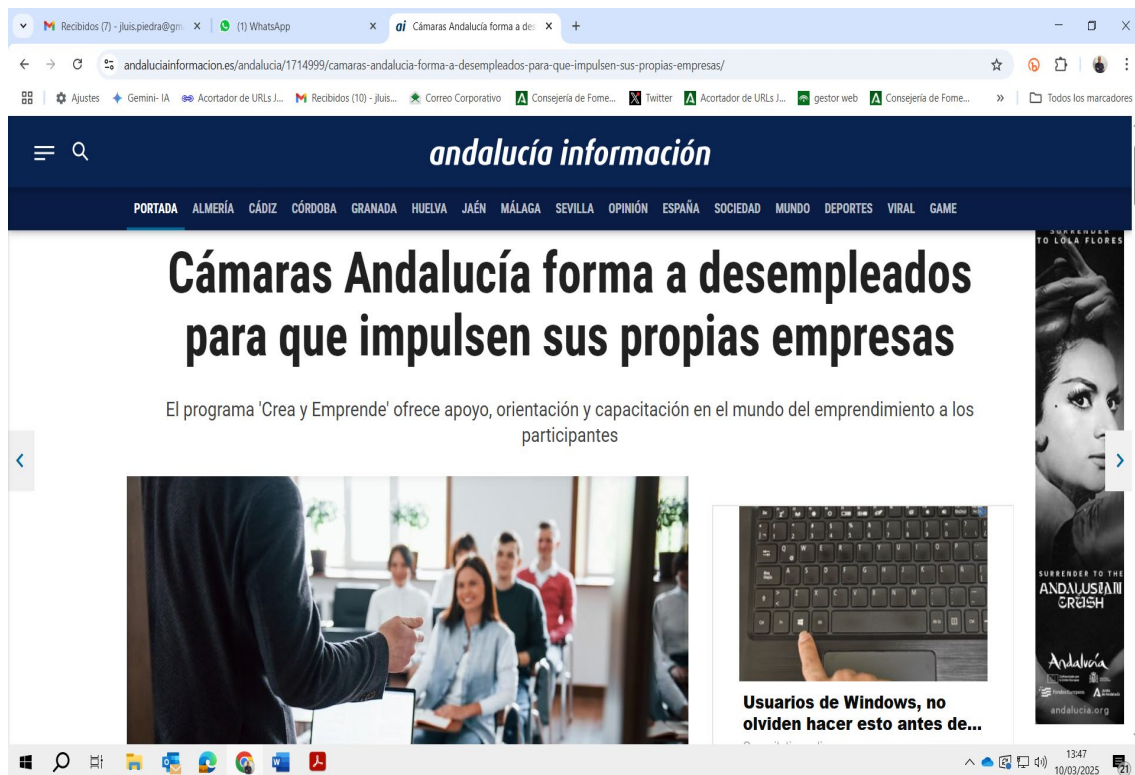 Recibidos (7) - jluis.piedra@gm
(1) WhatsApp
ai Cámaras Andalucía forma a des
andaluciainformacion.es/andalucia/1714999/camaras-andalucia-forma-a-desempleados-para-que-impulsen-sus-propias-empresas/
Ajustes
Gemini- IA
Acortador de URLs J...
Recibidos (10) - jluis...
Correo Corporativo
Consejería de Fome...
Twitter
Acortador de URLs J...
gestor web
Consejería de Fome...
»
Todos los marcadores
andalucía información
PORTADA ALMERÍA CÁDIZ CÓRDOBA GRANADA HUELVA JAÉN MÁLAGA SEVILLA OPINIÓN ESPAÑA SOCIEDAD MUNDO DEPORTES VIRAL GAME
Cámaras Andalucía forma a desempleados
para que impulsen sus propias empresas
El programa 'Crea y Emprende' ofrece apoyo, orientación y capacitación en el mundo del emprendimiento a los
participantes
Usuarios de Windows, no
olviden hacer esto antes de...
SURRENDER
TO LOLA FLORES
SURRENDER TO THE
ANDALUSIAN
CRUSH
Andalucía
andalucia.org
13:47
10/03/2025
21